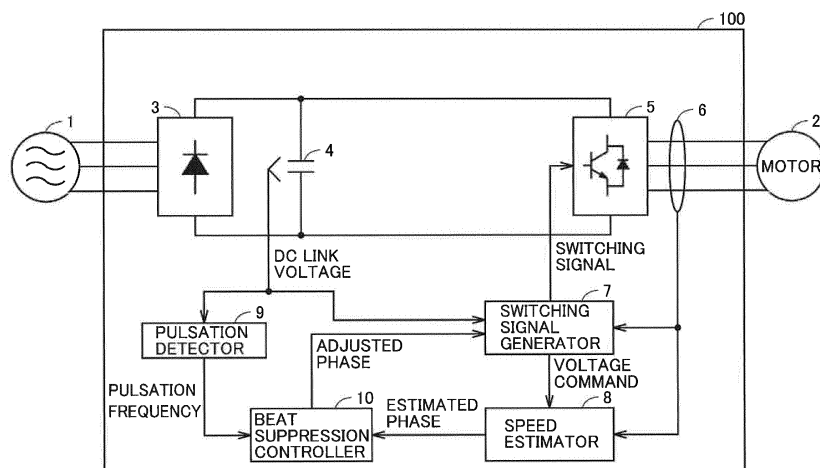 100
1
3
4
5
6
2
MOTOR
DC LINK
VOLTAGE
SWITCHING
SIGNAL
9
PULSATION
DETECTOR
7
SWITCHING
SIGNAL
GENERATOR
ADJUSTED
PHASE
VOLTAGE
COMMAND
PULSATION
FREQUENCY
10
BEAT
SUPPRESSION
CONTROLLER
ESTIMATED
PHASE
8
SPEED
ESTIMATOR